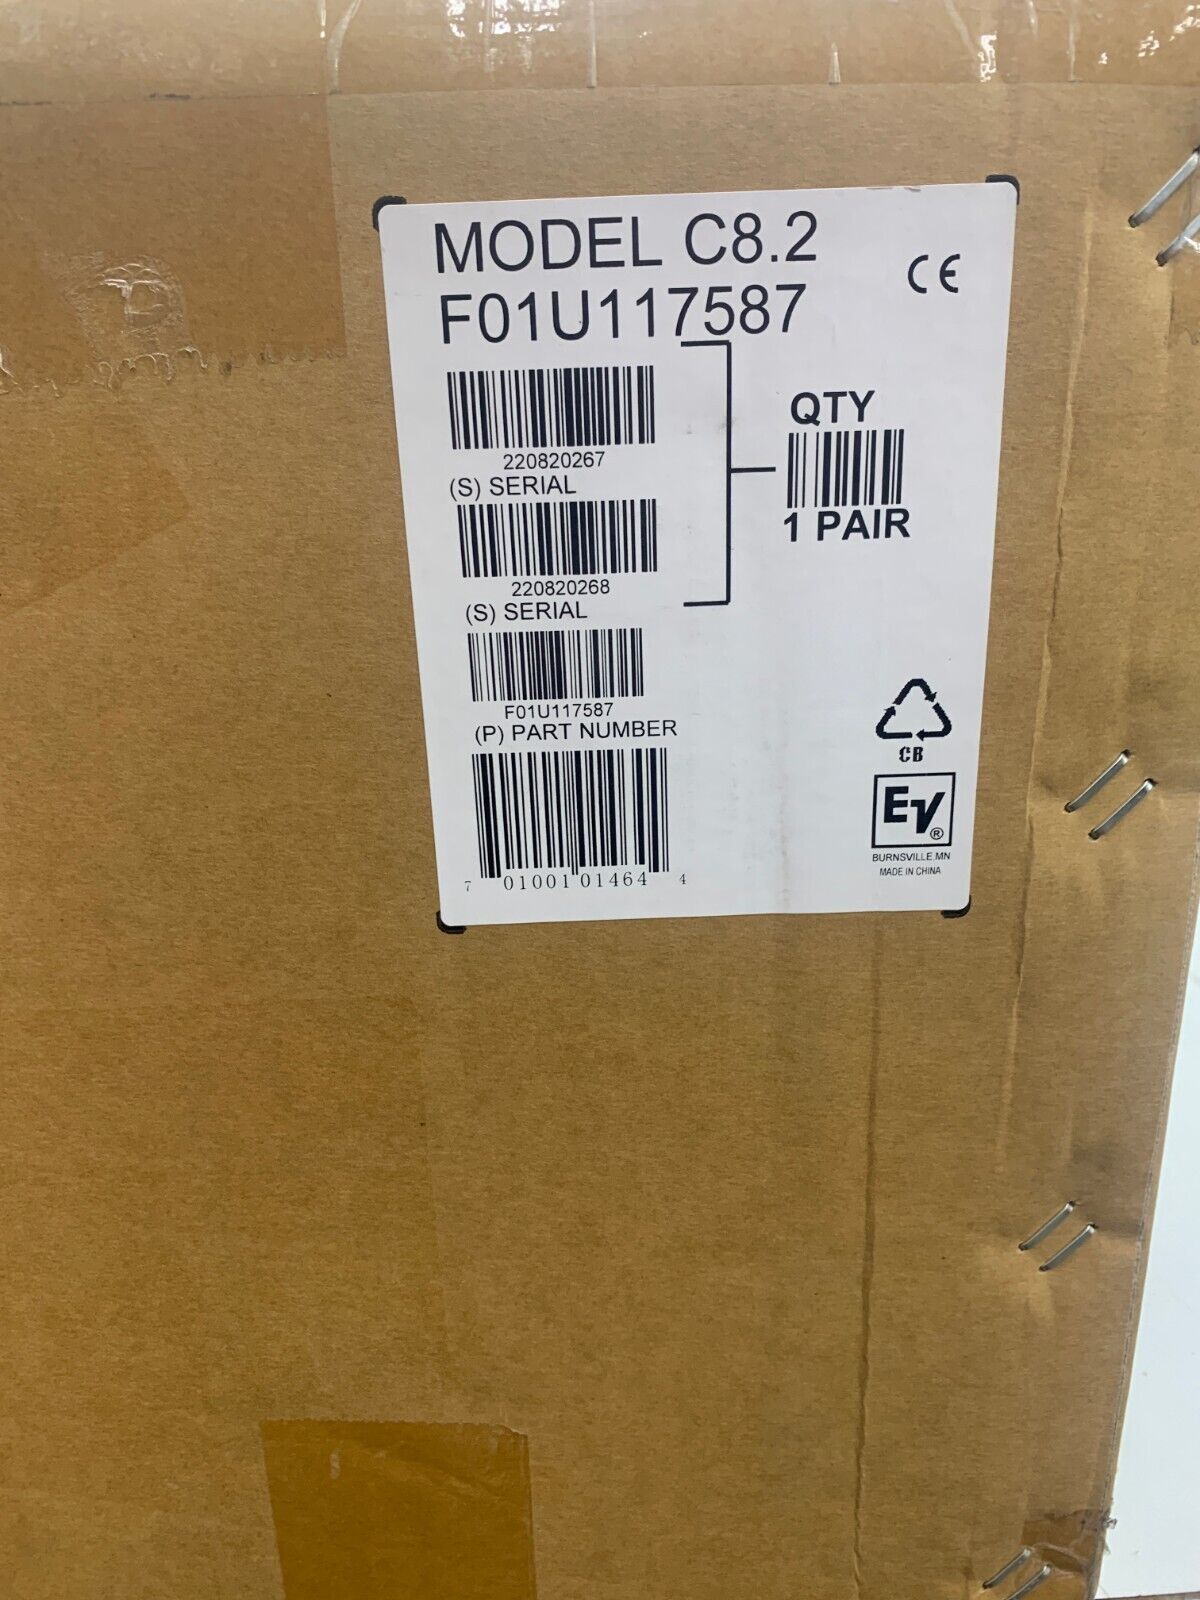 MODEL C8.2
F01U117587
CE
220820267
(S) SERIAL
QTY
1 PAIR
220820268
(S) SERIAL
F01U117587
(P) PART NUMBER
CB
EV®
BURNSVILLE,MN
MADE IN CHINA
7 01001 01464 4